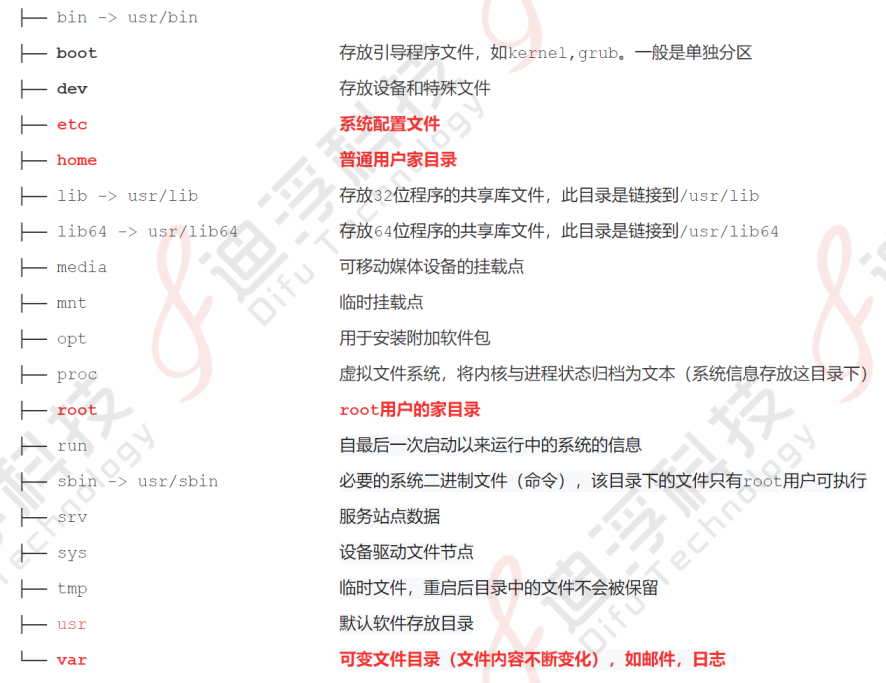 ├── bin -> usr/bin
├── boot 存放引导程序文件，如kernel,grub。一般是单独分区
├── dev 存放设备和特殊文件
├── etc 系统配置文件
├── home 普通用户家目录
├── lib -> usr/lib 存放32位程序的共享库文件，此目录是链接到/usr/lib
├── lib64 -> usr/lib64 存放64位程序的共享库文件，此目录是链接到/usr/lib64
├── media 可移动媒体设备的挂载点
├── mnt 临时挂载点
├── opt 用于安装附加软件包
├── proc 虚拟文件系统，将内核与进程状态归档为文本（系统信息存放这目录下）
├── root root用户的家目录
├── run 自最后一次启动以来运行中的系统的信息
├── sbin -> usr/sbin 必要的系统二进制文件（命令），该目录下的文件只有root用户可执行
├── srv 服务站点数据
├── sys 设备驱动文件节点
├── tmp 临时文件，重启后目录中的文件不会被保留
├── usr 默认软件存放目录
└── var 可变文件目录（文件内容不断变化），如邮件，日志
迪浮科技
Difu Technology
迪浮科技
Difu Technology
浮科技
Technology
迪